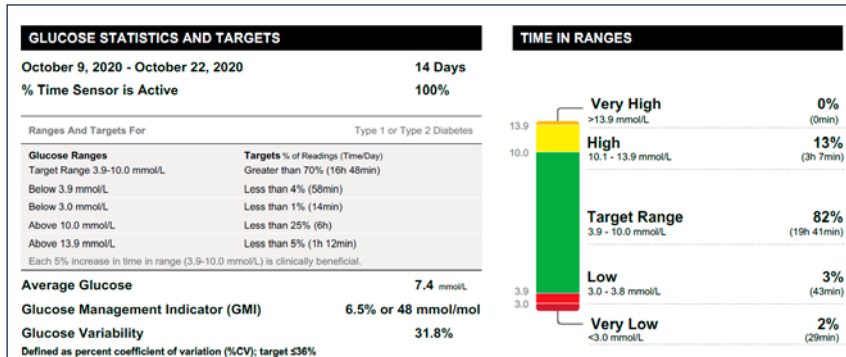 GLUCOSE STATISTICS AND TARGETS
October 9, 2020 - October 22, 2020 14 Days
% Time Sensor is Active 100%
Ranges And Targets For Type 1 or Type 2 Diabetes
Glucose Ranges Targets % of Readings (Time/Day)
Target Range 3.9-10.0 mmol/L Greater than 70% (16h 48min)
Below 3.9 mmol/L Less than 4% (58min)
Below 3.0 mmol/L Less than 1% (14min)
Above 10.0 mmol/L Less than 25% (6h)
Above 13.9 mmol/L Less than 5% (1h 12min)
Each 5% increase in time in range (3.9-10.0 mmol/L) is clinically beneficial.
Average Glucose 7.4 mmol/L
Glucose Management Indicator (GMI) 6.5% or 48 mmol/mol
Glucose Variability 31.8%
Defined as percent coefficient of variation (%CV); target ≤36%
TIME IN RANGES
Very High 0%
>13.9 mmol/L (0min)
13.9
High 13%
10.1 - 13.9 mmol/L (3h 7min)
10.0
Target Range 82%
3.9 - 10.0 mmol/L (19h 41min)
Low 3%
3.0 - 3.8 mmol/L (43min)
3.9
3.0
Very Low 2%
<3.0 mmol/L (29min)